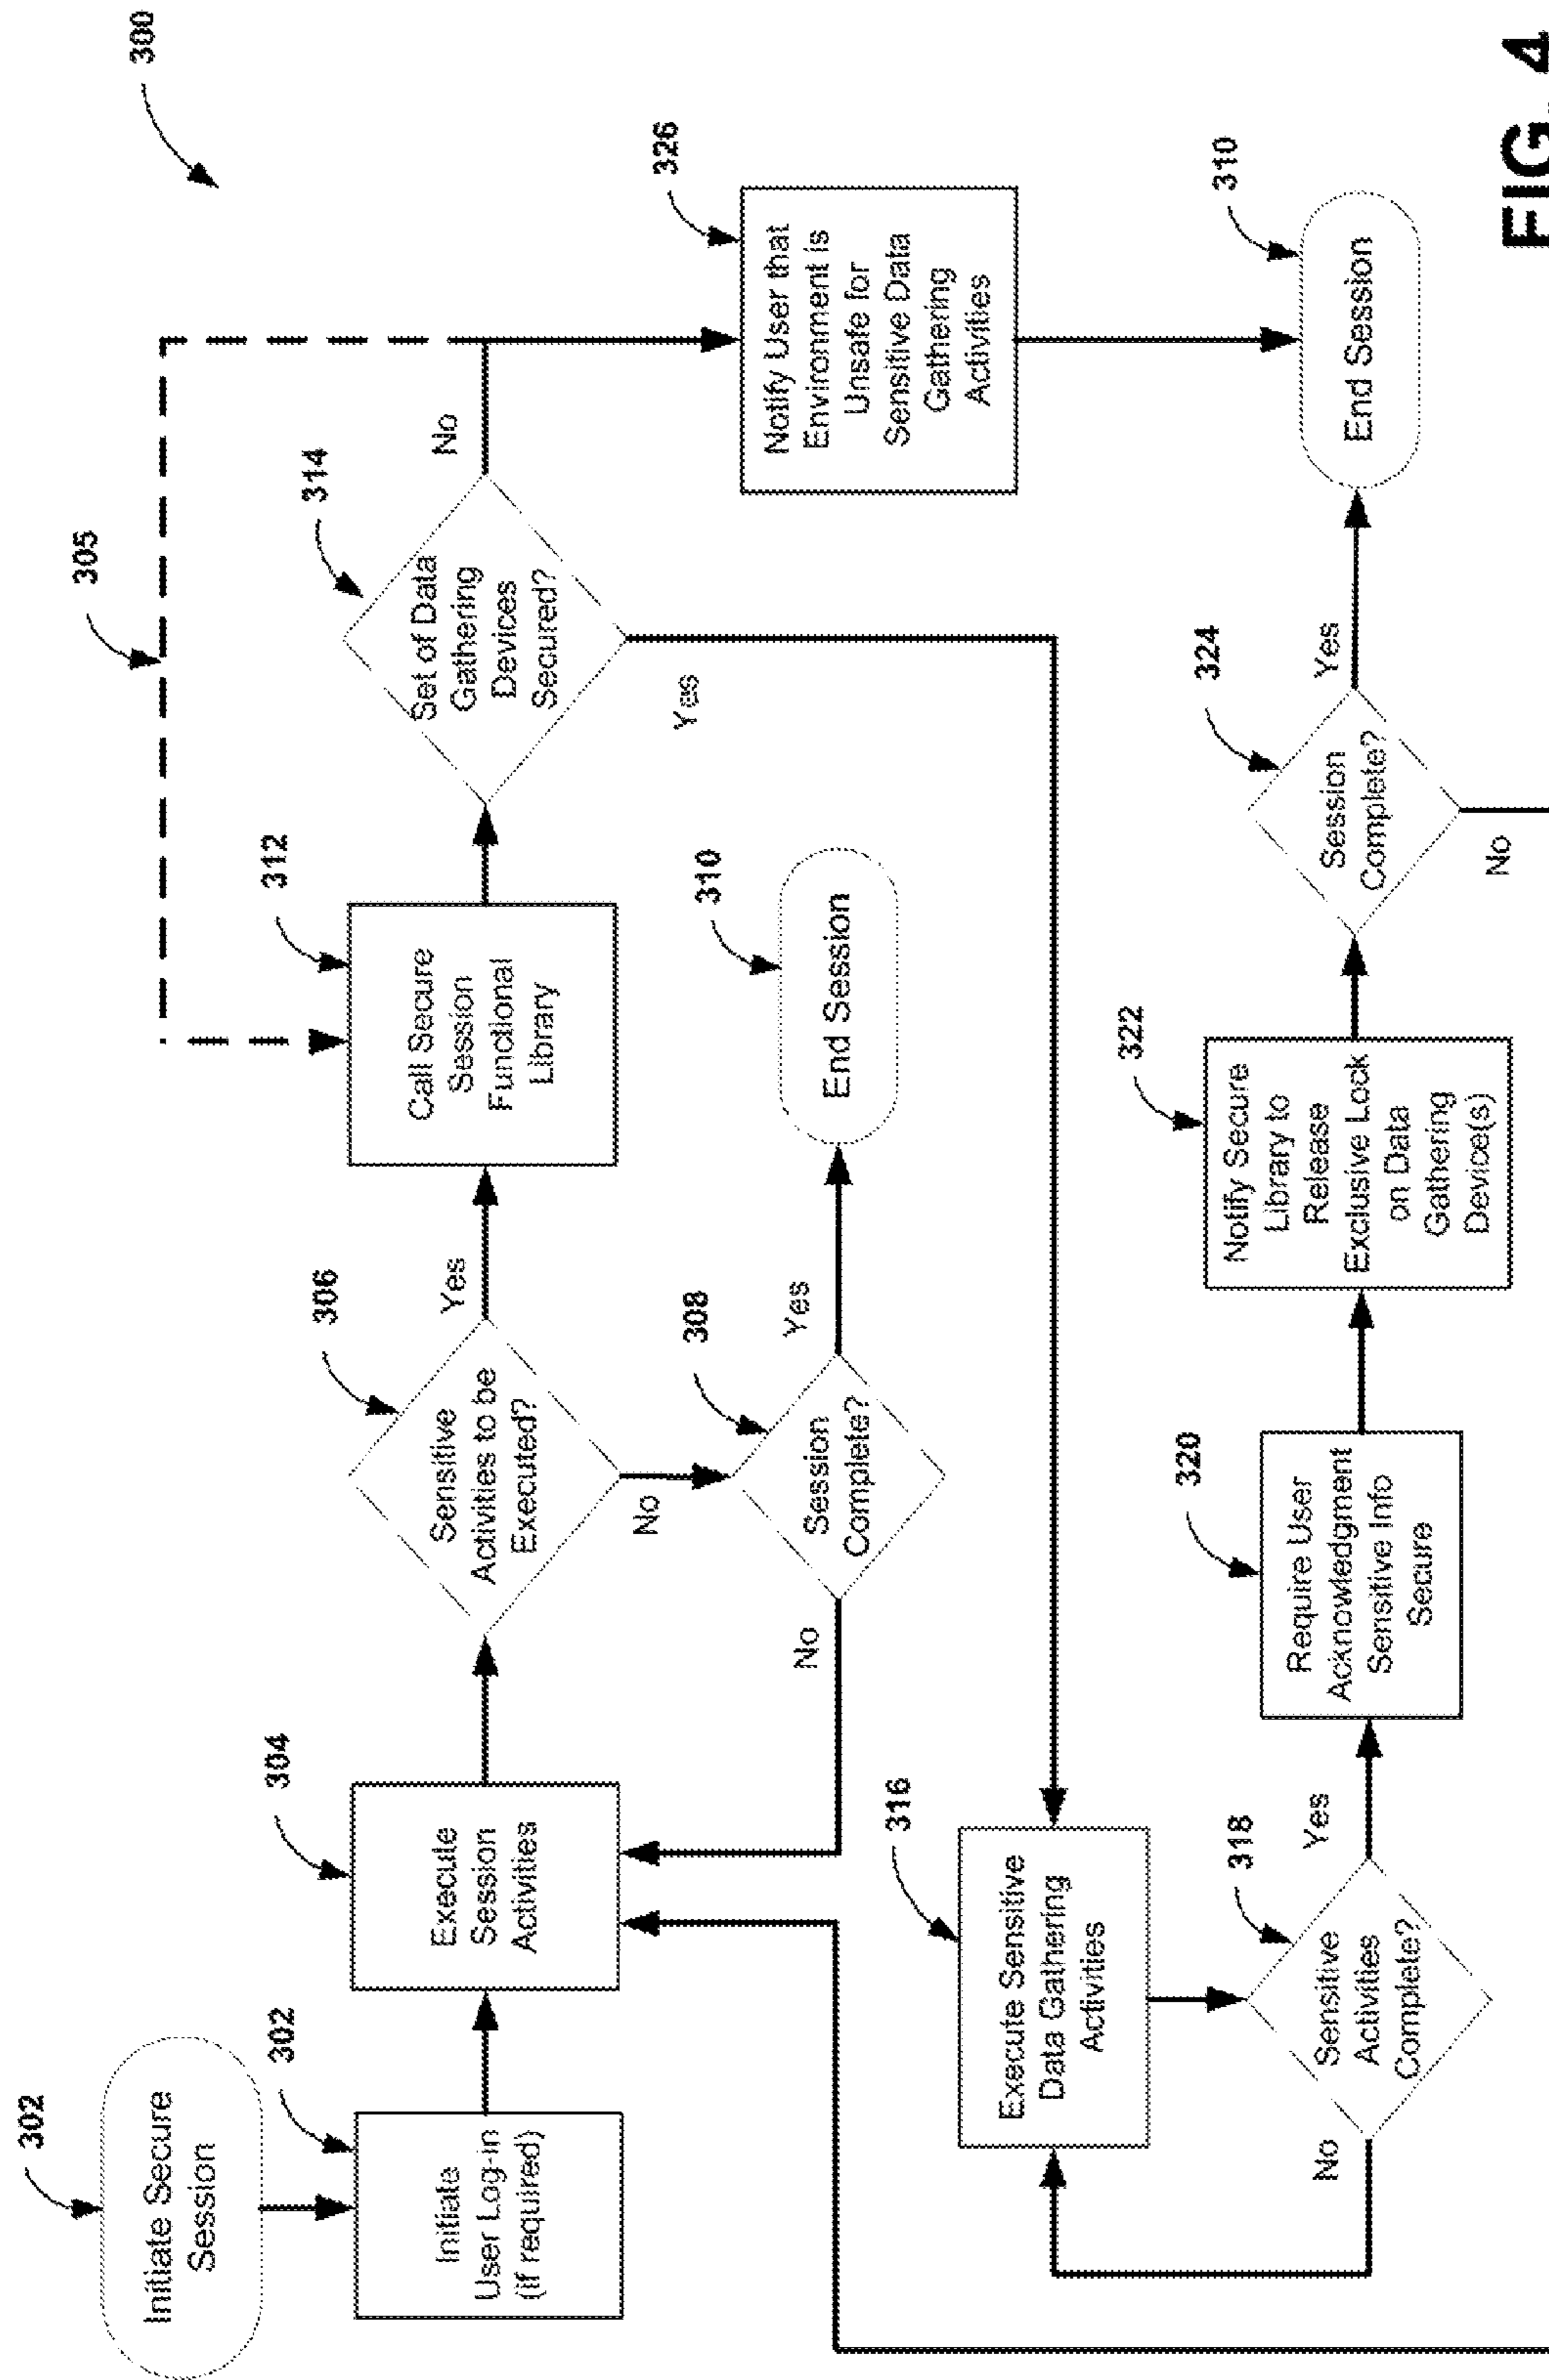 300
302
Initiate Secure
Session
302
Initiate
User Log-in
(if required)
304
Execute
Session
Activities
306
Sensitive
Activities to be
Executed?
Yes
No
305
312
Call Secure
Session
Functional
Library
314
Set of Data
Gathering
Devices
Secured?
No
Yes
308
Session
Complete?
Yes
No
310
End Session
326
Notify User that
Environment is
Unsafe for
Sensitive Data
Gathering
Activities
316
Execute Sensitive
Data Gathering
Activities
318
Sensitive
Activities
Complete?
Yes
No
320
Require User
Acknowledgment
Sensitive Info
Secure
322
Notify Secure
Library to
Release
Exclusive Lock
on Data
Gathering
Device(s)
324
Session
Complete?
Yes
No
310
End Session
FIG. 4